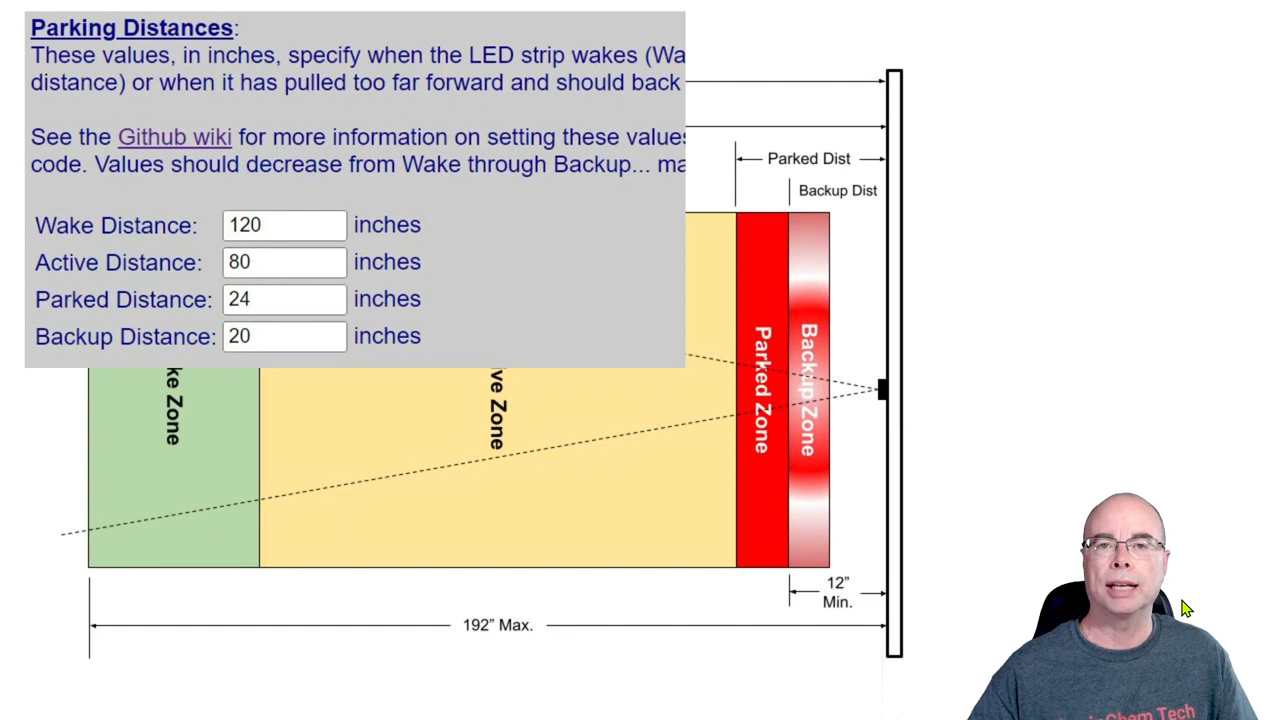 Parking Distances:
These values, in inches, specify when the LED strip wakes (Wa
distance) or when it has pulled too far forward and should back
See the Github wiki for more information on setting these values
code. Values should decrease from Wake through Backup... ma
Wake Distance: 120 inches
Active Distance: 80 inches
Parked Distance: 24 inches
Backup Distance: 20 inches
Parked Dist
Backup Dist
ke Zone
ve Zone
Parked Zone
Backup Zone
12"
Min.
192" Max.
Chem Tech